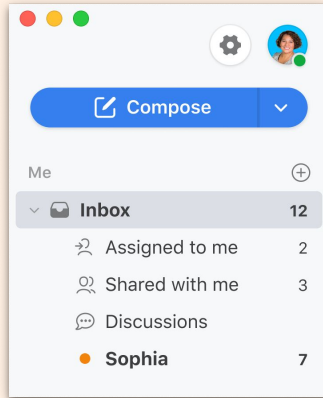 Compose
Me
Inbox 12
Assigned to me 2
Shared with me 3
Discussions
Sophia 7